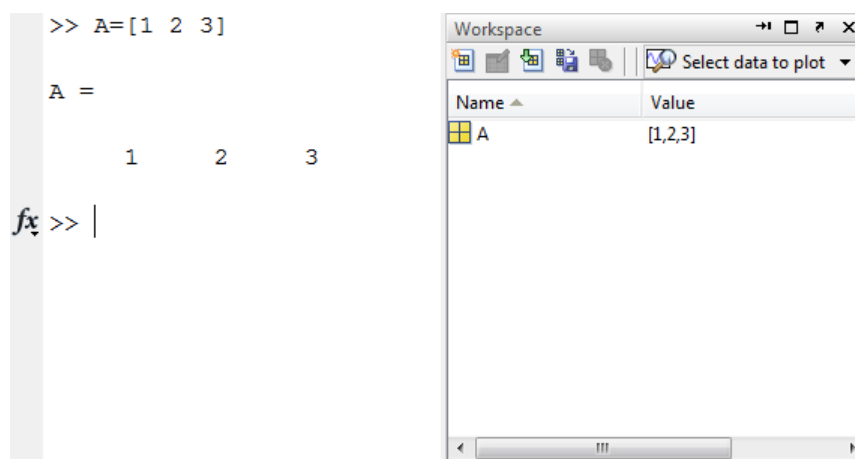 >> A=[1 2 3]
A =
1 2 3
fx >>
Workspace
Select data to plot
Name Value
A [1,2,3]